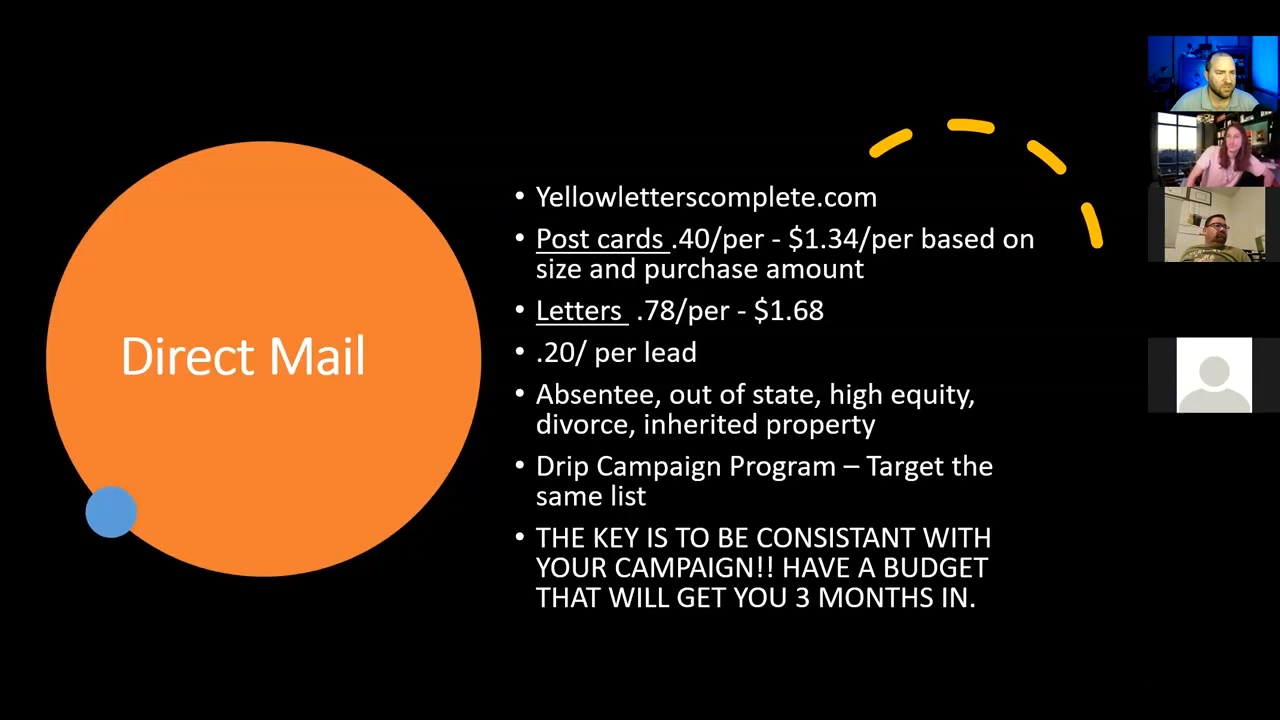 Direct Mail
• Yellowletterscomplete.com
• Post cards .40/per - $1.34/per based on
size and purchase amount
• Letters .78/per - $1.68
• .20/ per lead
• Absentee, out of state, high equity,
divorce, inherited property
• Drip Campaign Program – Target the
same list
• THE KEY IS TO BE CONSISTANT WITH
YOUR CAMPAIGN!! HAVE A BUDGET
THAT WILL GET YOU 3 MONTHS IN.